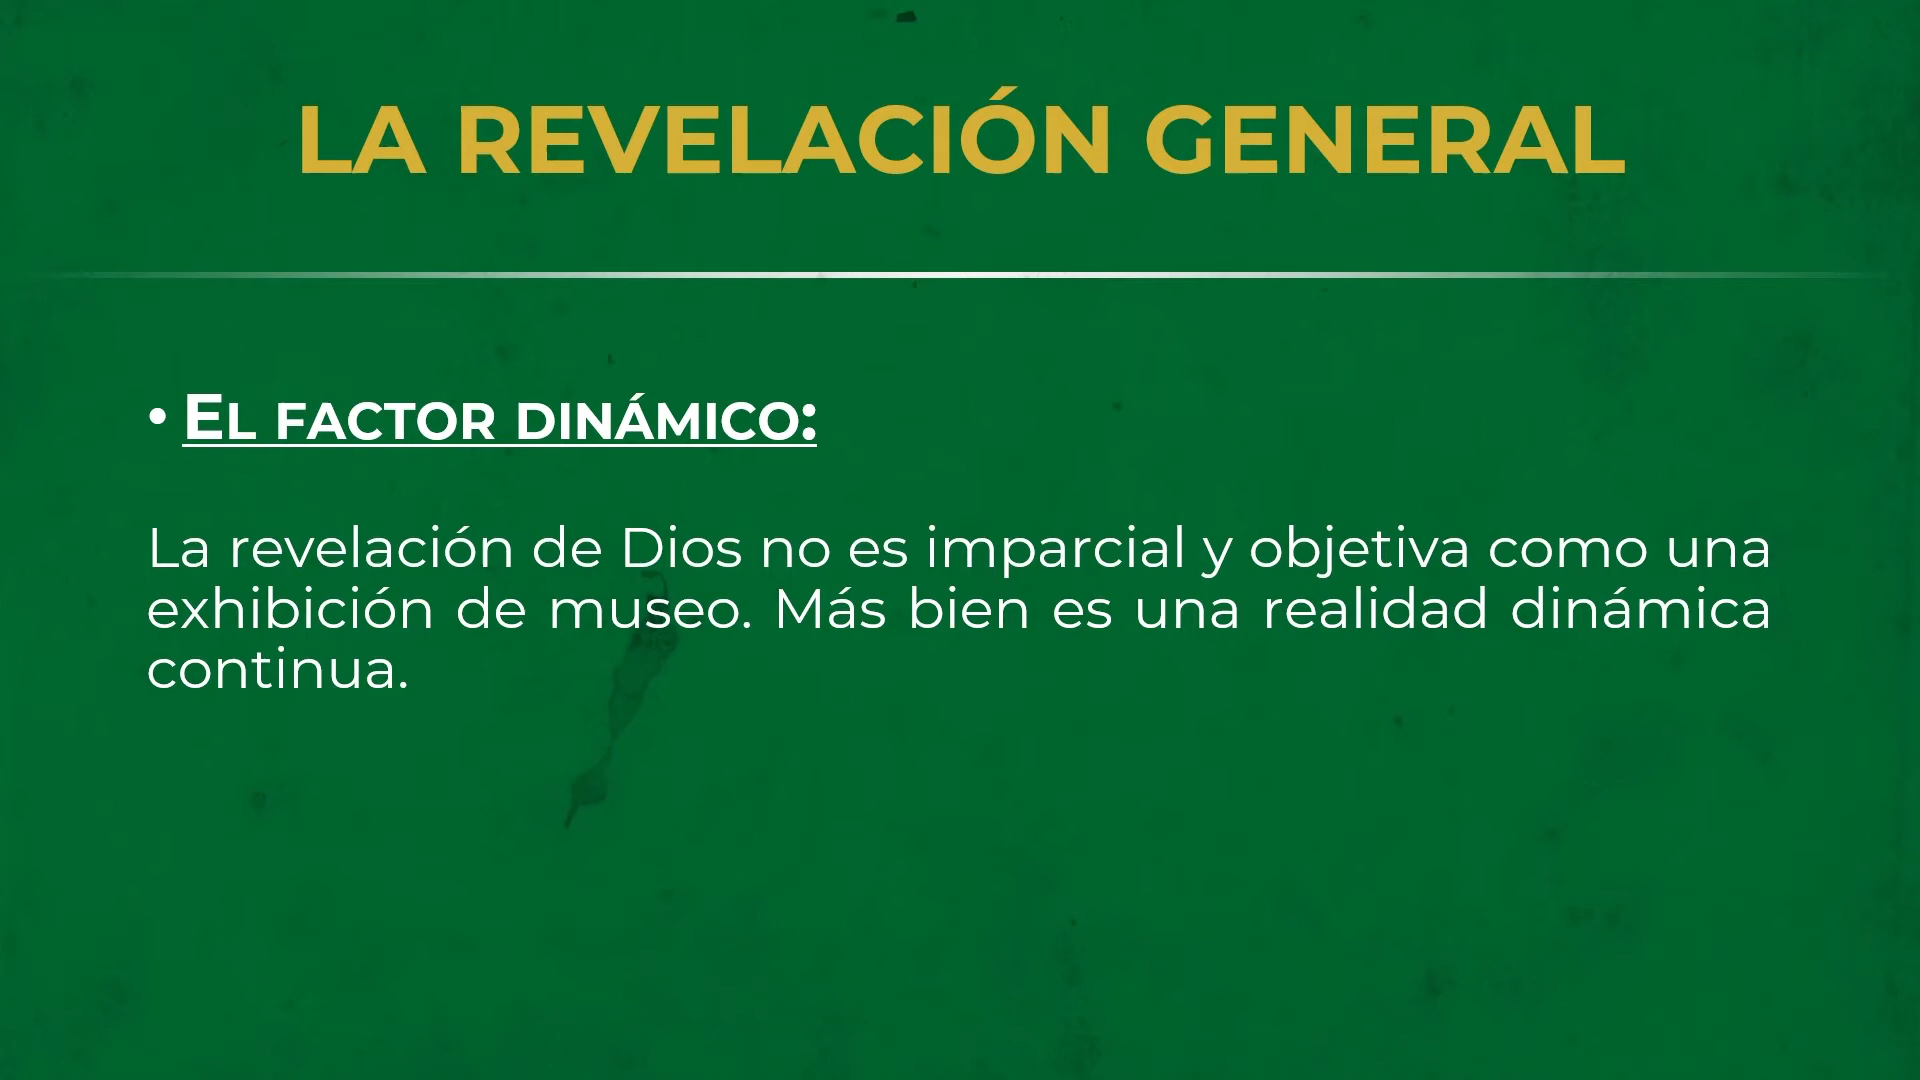 LA REVELACIÓN GENERAL
• EL FACTOR DINÁMICO:
La revelación de Dios no es imparcial y objetiva como una
exhibición de museo. Más bien es una realidad dinámica
continua.